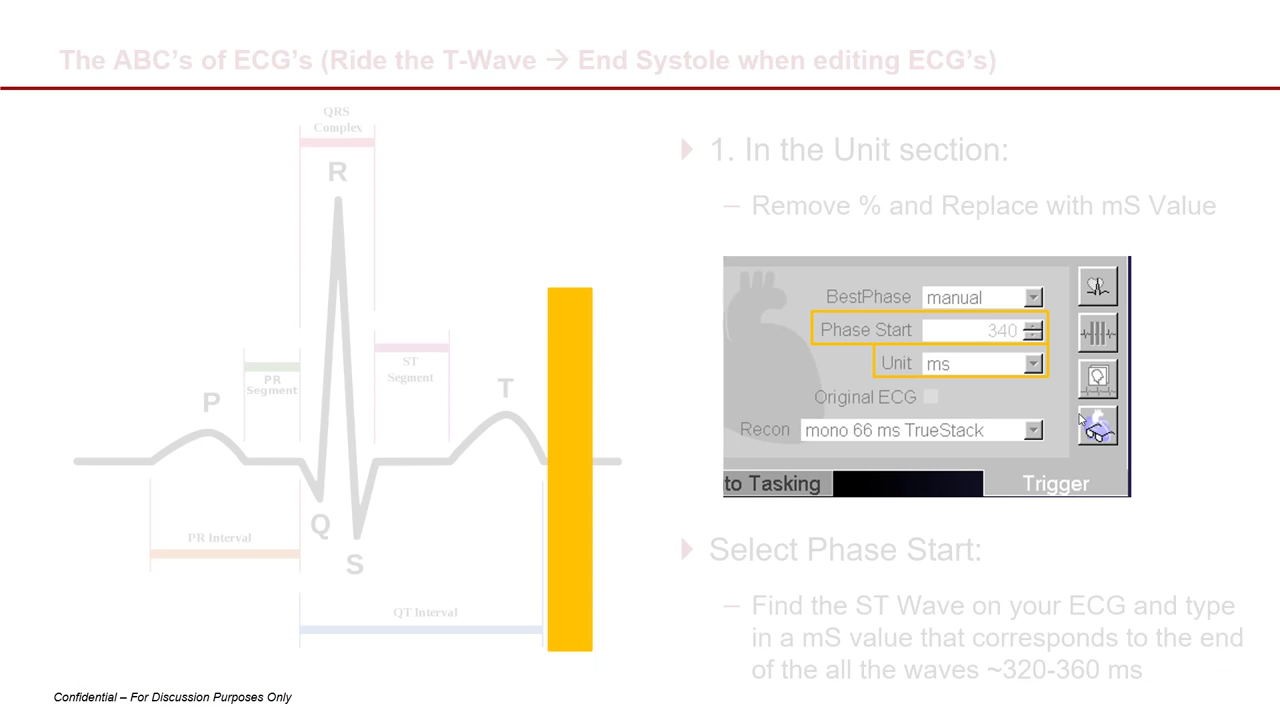 The ABC’s of ECG’s (Ride the T-Wave → End Systole when editing ECG’s)
QRS
Complex
R
PR
Segment
ST
Segment
P
T
Q
S
PR Interval
QT Interval
1. In the Unit section:
– Remove % and Replace with mS Value
BestPhase manual
Phase Start 340
Unit ms
Original ECG
Recon mono 66 ms TrueStack
to Tasking
Trigger
Select Phase Start:
– Find the ST Wave on your ECG and type
in a mS value that corresponds to the end
of the all the waves ~320-360 ms
Confidential – For Discussion Purposes Only